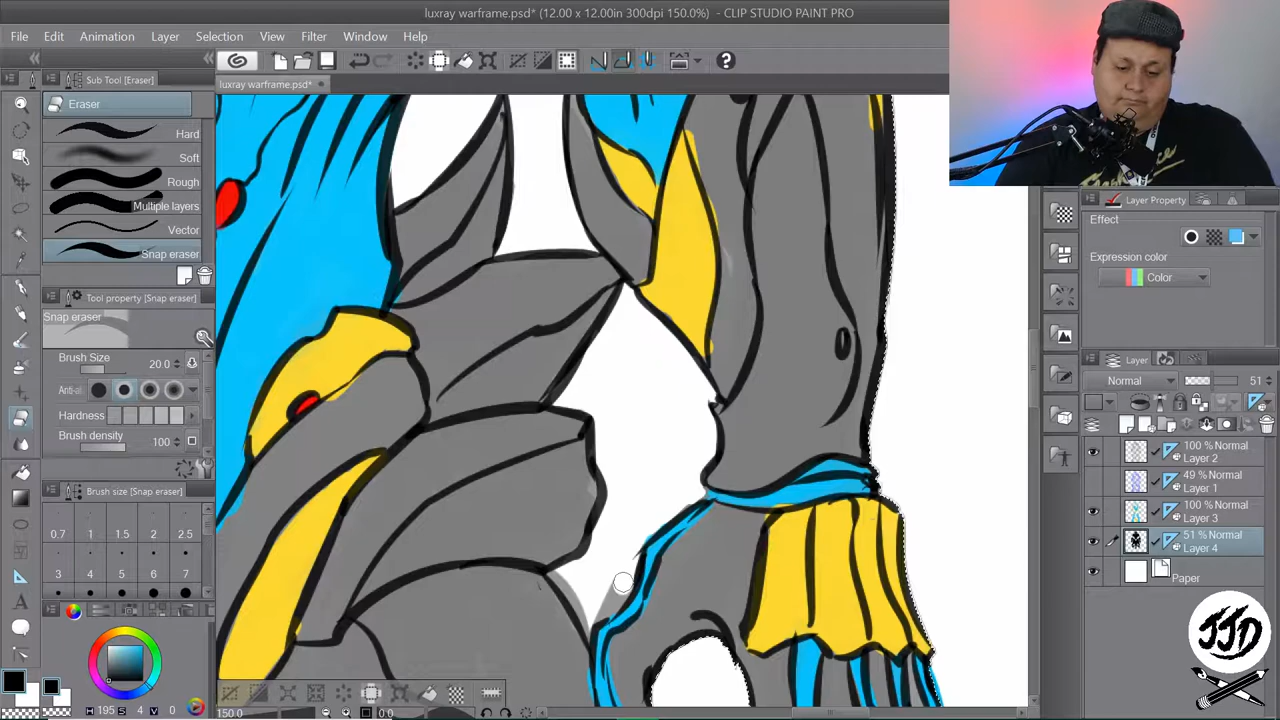 luxray warframe.psd* (12.00 x 12.00in 300dpi 150.0%) - CLIP STUDIO PAINT PRO
File Edit Animation Layer Selection View Filter Window Help
Sub Tool [Eraser]
luxray warframe.psd*
Eraser
Hard
Soft
Rough
Multiple layers
Vector
Snap eraser
Tool property [Snap eraser]
Snap eraser
Brush Size 20.0
Anti-al
Hardness
Brush density 100
Brush size [Snap eraser]
0.7 1 1.5 2 2.5
3 4 5 6 7
H 195 S 4 V 0
150.0
0.0
Layer Property
Effect
Expression color
Color
Layer
Normal 51
100 % Normal
Layer 2
49 % Normal
Layer 1
100 % Normal
Layer 3
51 % Normal
Layer 4
Paper
JJD